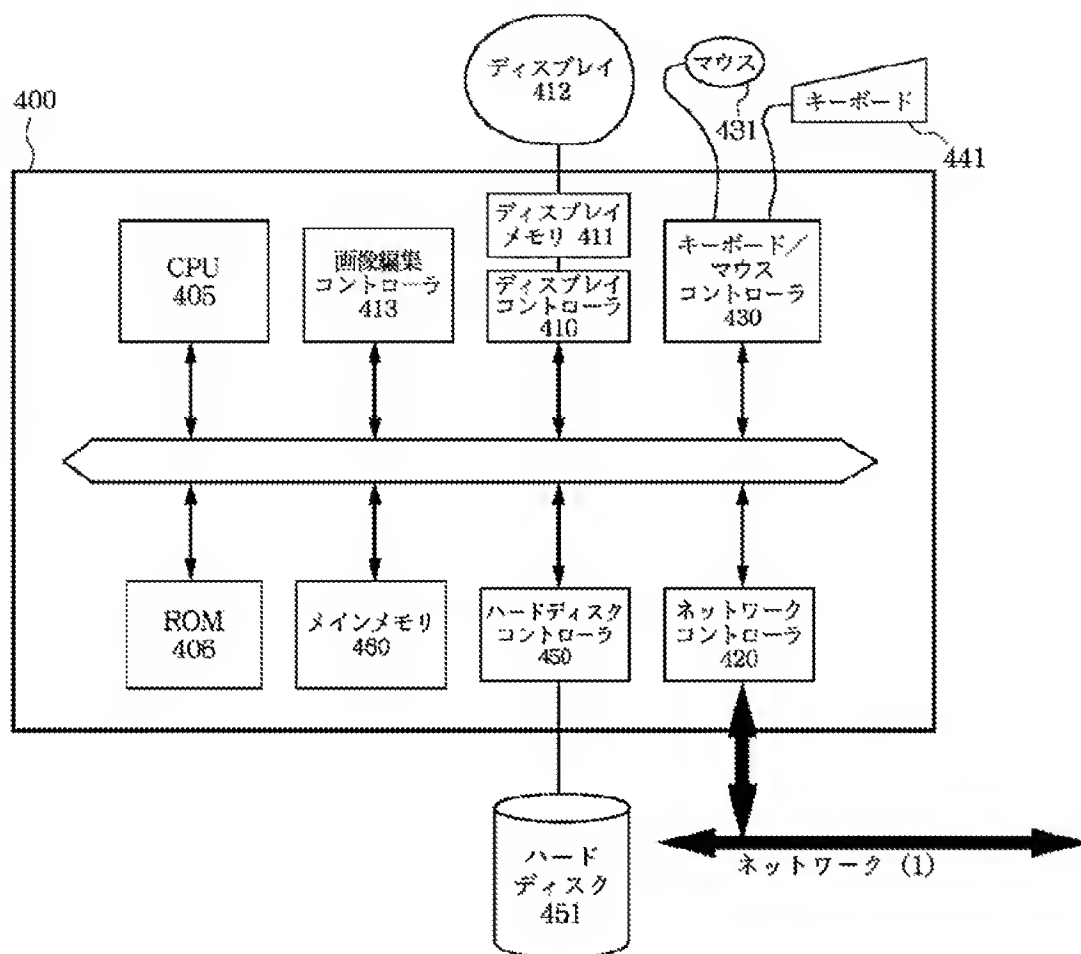 400
ディスプレイ
412
マウス
431
キーボード
441
CPU
405
画像編集
コントローラ
413
ディスプレイ
メモリ 411
ディスプレイ
コントローラ
410
キーボード／
マウス
コントローラ
430
ROM
406
メインメモリ
460
ハードディスク
コントローラ
450
ネットワーク
コントローラ
420
ハード
ディスク
451
ネットワーク (1)